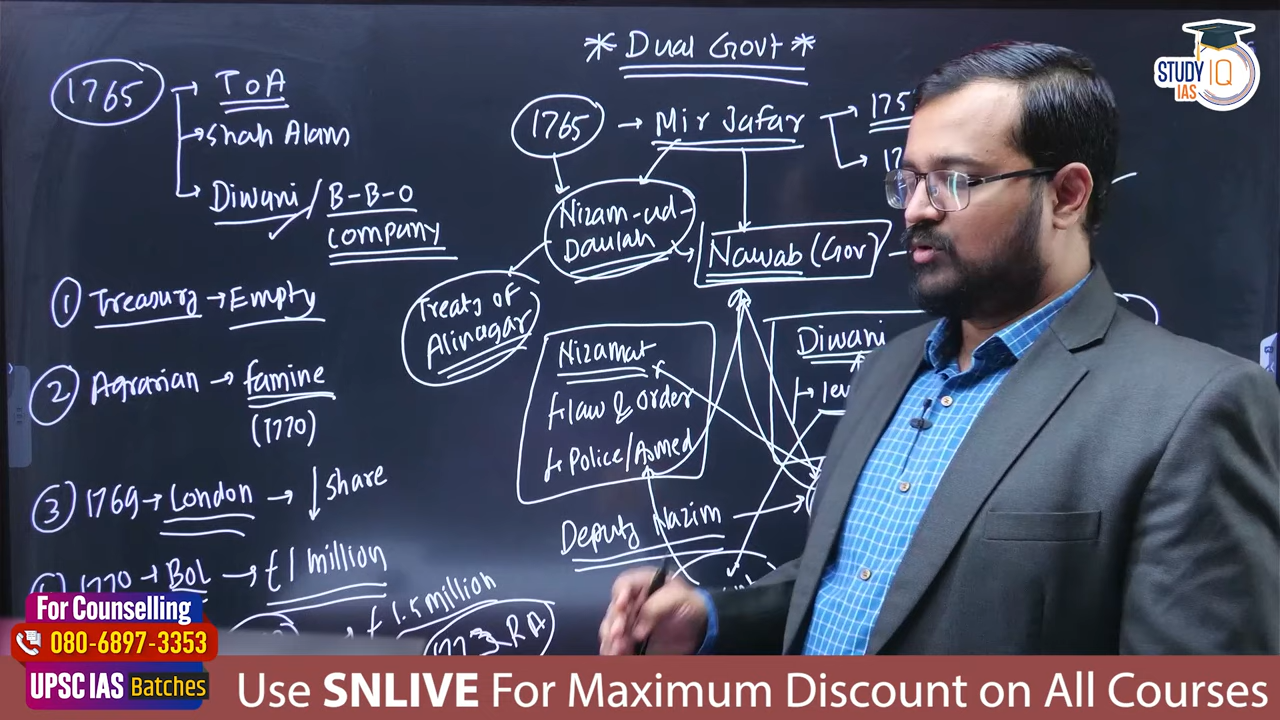 * Dual Govt *
1765
ToA
Shah Alam
Diwani / B-B-O
Company
① Treasury → Empty
② Agrarian → famine
(1770)
③ 1769 → London → ↓ share
1770 → BoL → £1 million
£1.5 million
1773 RA
1765 → Mir Jafar
Nizam-ud-
Daulah
Nawab (Gov)
Treaty of
Alinagar
Nizamat
law & order
Police/Armed
Diwani
Deputy Nazim
STUDY IQ
IAS
For Counselling
080-6897-3353
UPSC IAS Batches
Use SNLIVE For Maximum Discount on All Courses